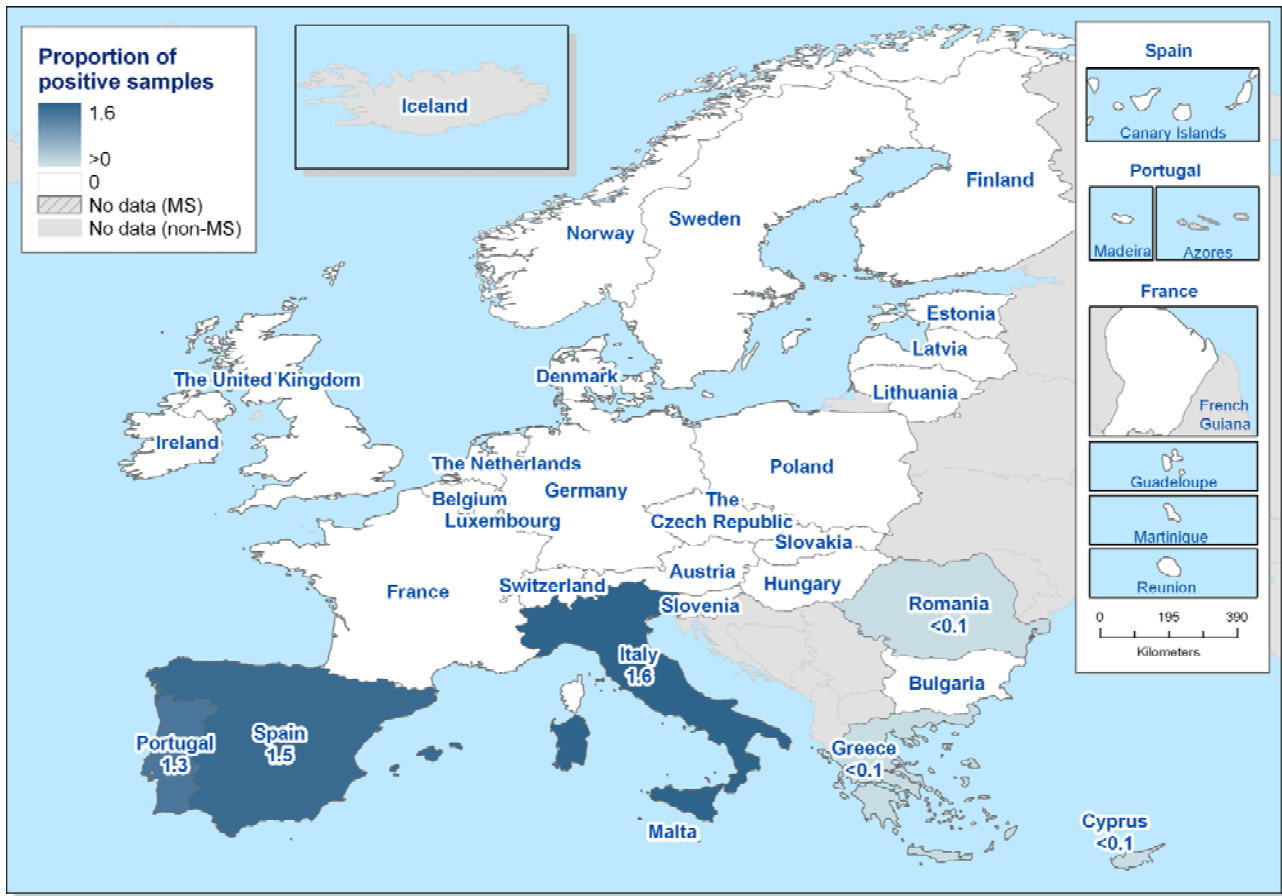 Proportion of
positive samples
1.6
>0
0
No data (MS)
No data (non-MS)
Iceland
Finland
Sweden
Norway
Estonia
Latvia
Lithuania
Denmark
The United Kingdom
Ireland
The Netherlands
Belgium
Luxembourg
Germany
Poland
The
Czech Republic
Slovakia
Austria
Hungary
Switzerland
Slovenia
France
Romania
<0.1
Italy
1.6
Bulgaria
Portugal
1.3
Spain
1.5
Greece
<0.1
Malta
Cyprus
<0.1
Spain
Canary Islands
Portugal
Madeira
Azores
France
French
Guiana
Guadeloupe
Martinique
Reunion
0 195 390
Kilometers